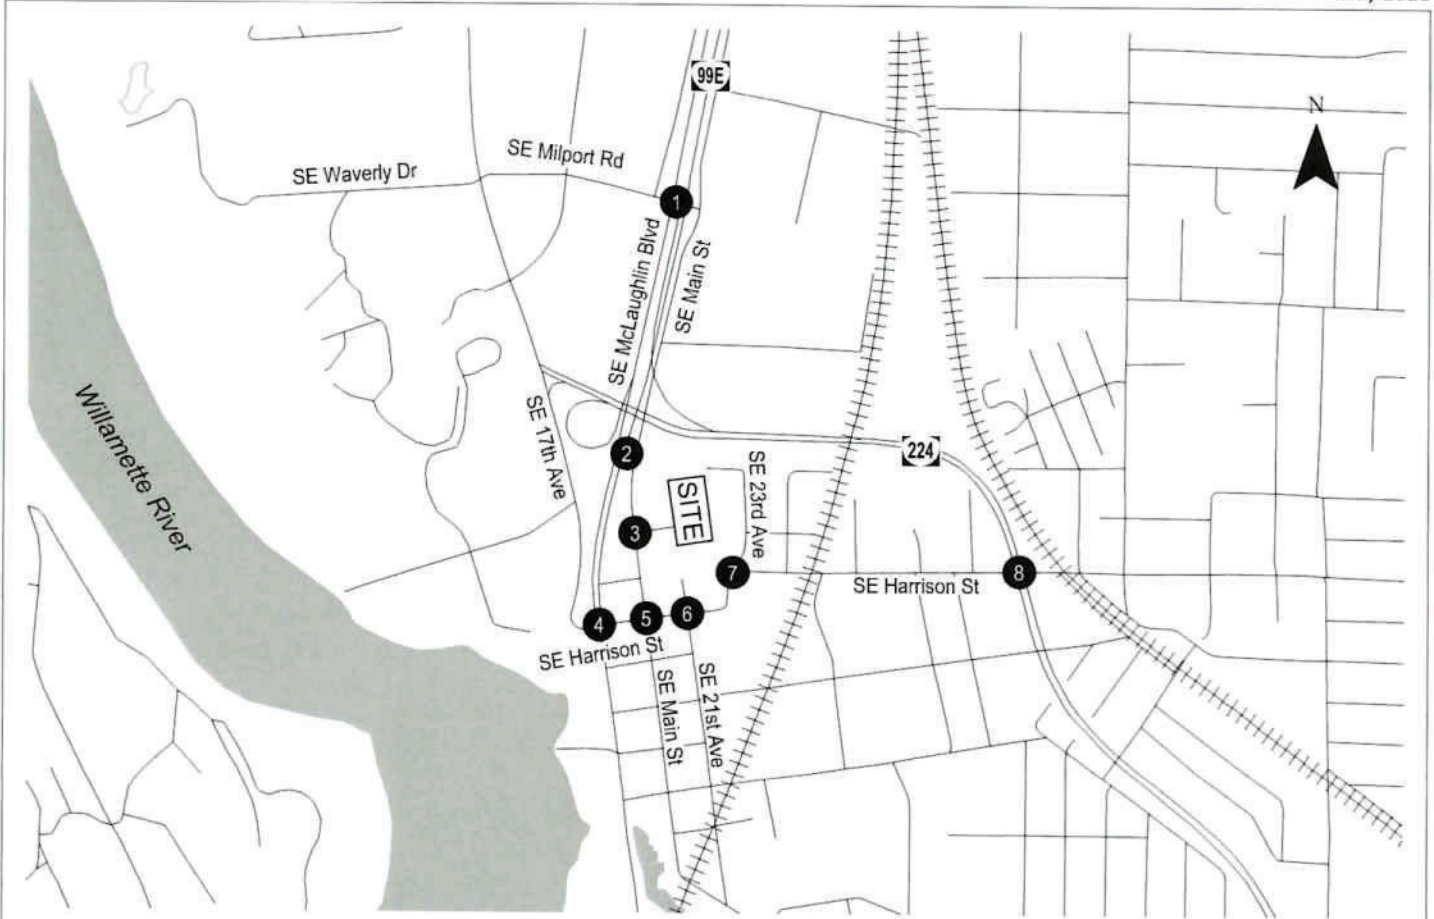 99E
N
SE Milport Rd
SE Waverly Dr
1
SE McLaughlin Blvd
SE Main St
Willamette River
SE 17th Ave
2
224
SE 23rd Ave
SITE
3
7
SE Harrison St
8
4
5
6
SE Harrison St
SE Main St
SE 21st Ave